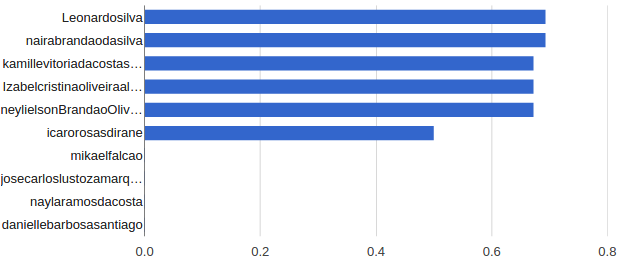 Leonardosilva
nairabrandaodasilva
kamillevitoriadacostas…
Izabelcristinaoliveiraal…
neylielsonBrandaoOliv…
icarorosasdirane
mikaelfalcao
josecarloslustozamarq…
naylaramosdacosta
daniellebarbosasantiago
0.0 0.2 0.4 0.6 0.8